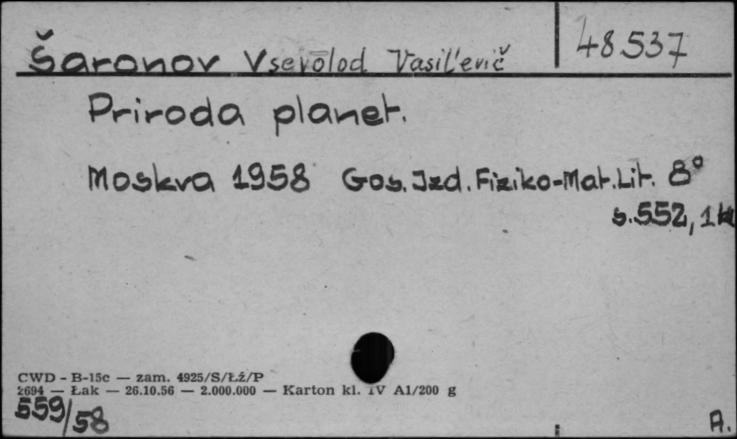 Šaronov Vsevolod Vasil'evič 48537
Priroda planet.
Moskva 1958 Gos. Izd. Fiziko-Mat. Lit. 8°
s. 552, 1
CWD - B-15c — zam. 4925/S/Łż/P
2694 — Łak — 26.10.56 — 2.000.000 — Karton kl. IV A1/200 g
559/58
A.